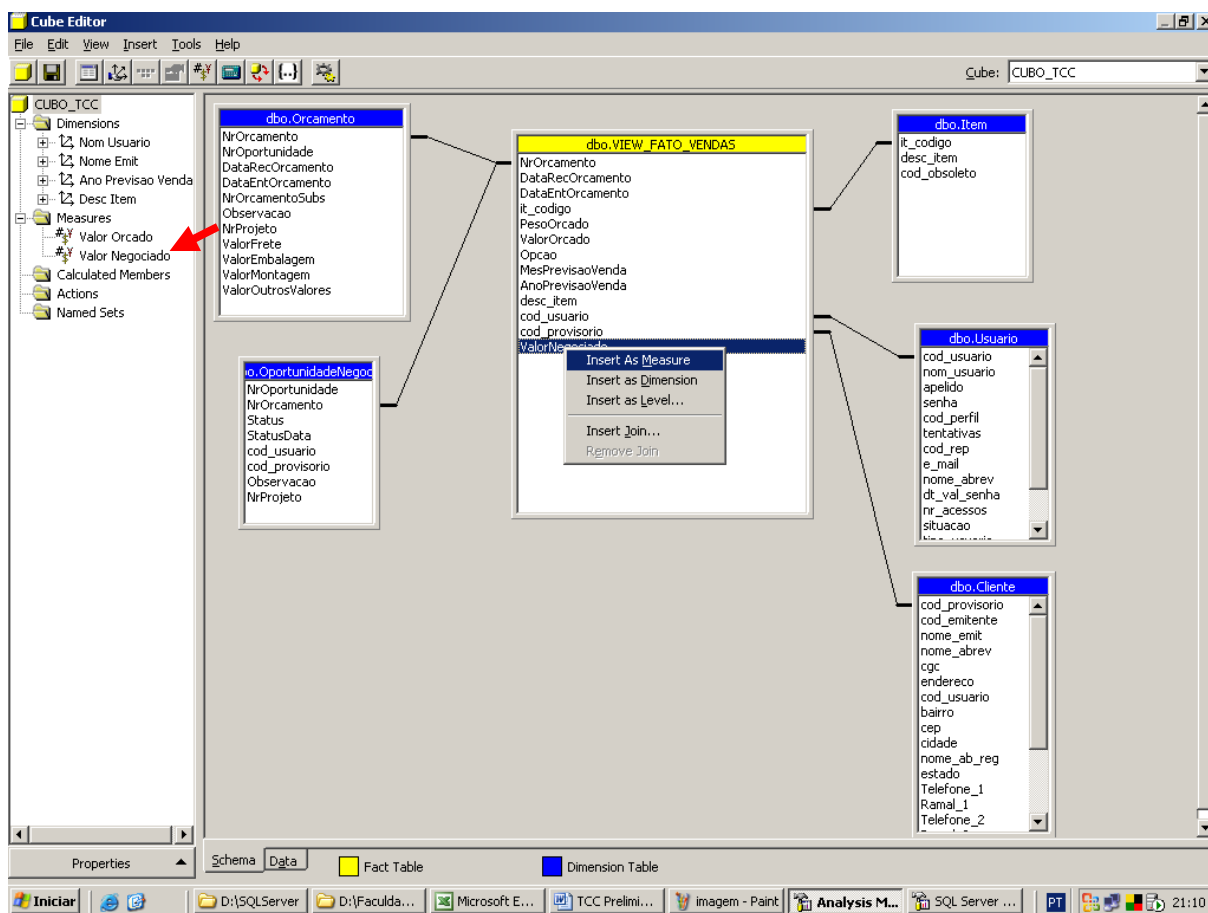 Cube Editor
File Edit View Insert Tools Help
Cube: CUBO_TCC
CUBO_TCC
Dimensions
Nom Usuario
Nome Emit
Ano Previsao Venda
Desc Item
Measures
Valor Orcado
Valor Negociado
Calculated Members
Actions
Named Sets
dbo.Orcamento
NrOrcamento
NrOportunidade
DataRecOrcamento
DataEntOrcamento
NrOrcamentoSubs
Observacao
NrProjeto
ValorFrete
ValorEmbalagem
ValorMontagem
ValorOutrosValores
o.OportunidadeNegoc
NrOportunidade
NrOrcamento
Status
StatusData
cod_usuario
cod_provisorio
Observacao
NrProjeto
dbo.VIEW_FATO_VENDAS
NrOrcamento
DataRecOrcamento
DataEntOrcamento
it_codigo
PesoOrcado
ValorOrcado
Opcao
MesPrevisaoVenda
AnoPrevisaoVenda
desc_item
cod_usuario
cod_provisorio
ValorNegociado
Insert As Measure
Insert as Dimension
Insert as Level...
Insert Join...
Remove Join
dbo.Item
it_codigo
desc_item
cod_obsoleto
dbo.Usuario
cod_usuario
nom_usuario
apelido
senha
cod_perfil
tentativas
cod_rep
e_mail
nome_abrev
dt_val_senha
nr_acessos
situacao
dbo.Cliente
cod_provisorio
cod_emitente
nome_emit
nome_abrev
cgc
endereco
cod_usuario
bairro
cep
cidade
nome_ab_reg
estado
Telefone_1
Ramal_1
Telefone_2
Properties
Schema Data
Fact Table
Dimension Table
Iniciar D:\SQLServer D:\Faculda... Microsoft E... TCC Prelimi... imagem - Paint Analysis M... SQL Server ... PT 21:10